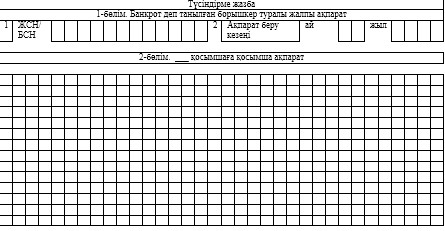 Түсіндірме жазба
1-бөлім. Банкрот деп танылған борышкер туралы жалпы ақпарат
1 ЖСН/ 2 Ақпарат беру ай жыл
БСН кезеңі
2-бөлім. ___ қосымшаға қосымша ақпарат